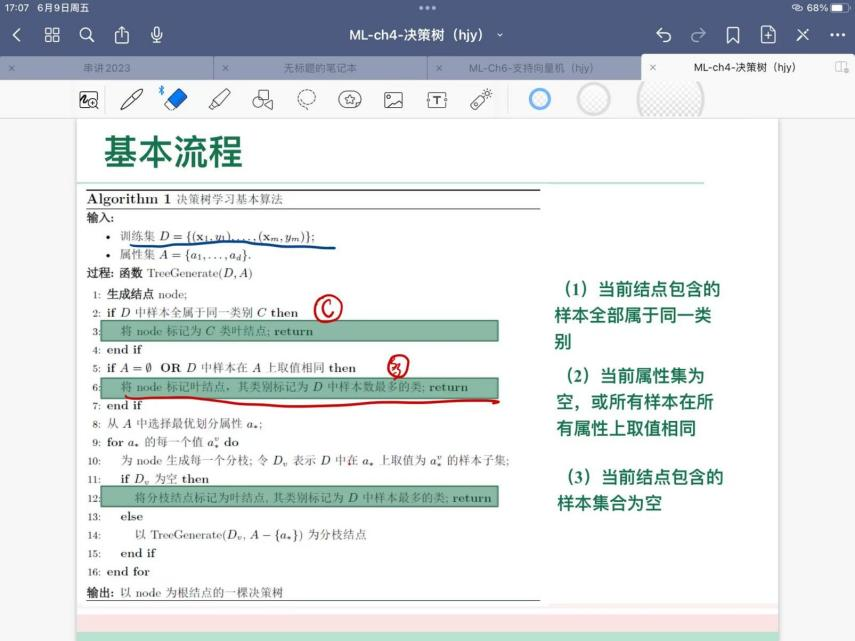 17:07 6月9日周五
68%
ML-ch4-决策树（hjy）
串讲2023
无标题的笔记本
ML-Ch6-支持向量机（hjy）
ML-ch4-决策树（hjy）
基本流程
Algorithm 1 决策树学习基本算法
输入:
• 训练集 D = {(x₁, y₁), . . . , (xₘ, yₘ)};
• 属性集 A = {a₁, . . . , a_d}.
过程: 函数 TreeGenerate(D, A)
1: 生成结点 node;
2: if D 中样本全属于同一类别 C then
C
3: 将 node 标记为 C 类叶结点; return
4: end if
5: if A = ∅ OR D 中样本在 A 上取值相同 then
6: 将 node 标记叶结点，其类别标记为 D 中样本数最多的类; return
7: end if
8: 从 A 中选择最优划分属性 a∗;
9: for a∗ 的每一个值 a∗ᵛ do
10: 为 node 生成每一个分枝; 令 Dᵥ 表示 D 中在 a∗ 上取值为 a∗ᵛ 的样本子集;
11: if Dᵥ 为空 then
12: 将分枝结点标记为叶结点, 其类别标记为 D 中样本最多的类; return
13: else
14: 以 TreeGenerate(Dᵥ, A − {a∗}) 为分枝结点
15: end if
16: end for
输出: 以 node 为根结点的一棵决策树
（1）当前结点包含的
样本全部属于同一类
别
（2）当前属性集为
空，或所有样本在所
有属性上取值相同
（3）当前结点包含的
样本集合为空